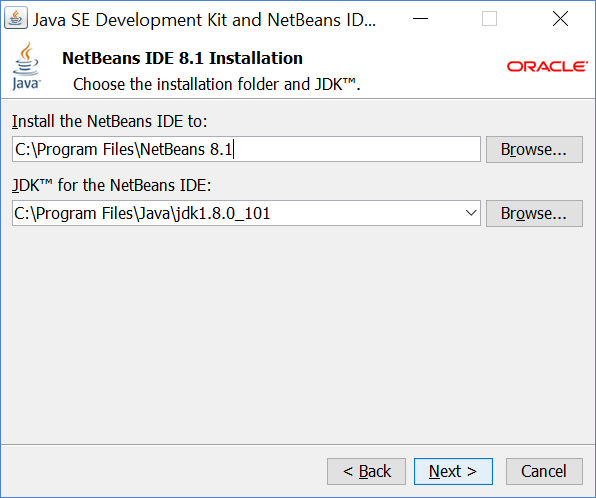 Java SE Development Kit and NetBeans ID...
NetBeans IDE 8.1 Installation
Choose the installation folder and JDK™.
Java™
ORACLE®
Install the NetBeans IDE to:
C:\Program Files\NetBeans 8.1
Browse...
JDK™ for the NetBeans IDE:
C:\Program Files\Java\jdk1.8.0_101
Browse...
< Back
Next >
Cancel